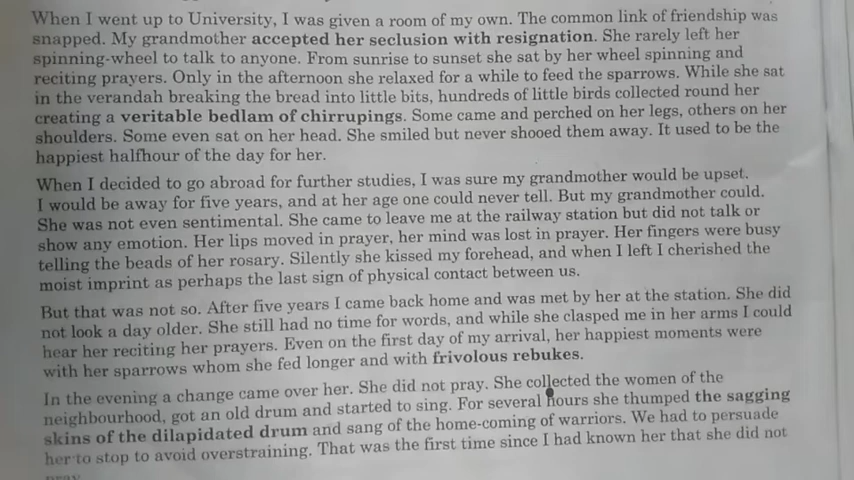 When I went up to University, I was given a room of my own. The common link of friendship was
snapped. My grandmother accepted her seclusion with resignation. She rarely left her
spinning-wheel to talk to anyone. From sunrise to sunset she sat by her wheel spinning and
reciting prayers. Only in the afternoon she relaxed for a while to feed the sparrows. While she sat
in the verandah breaking the bread into little bits, hundreds of little birds collected round her
creating a veritable bedlam of chirrupings. Some came and perched on her legs, others on her
shoulders. Some even sat on her head. She smiled but never shooed them away. It used to be the
happiest halfhour of the day for her.
When I decided to go abroad for further studies, I was sure my grandmother would be upset.
I would be away for five years, and at her age one could never tell. But my grandmother could.
She was not even sentimental. She came to leave me at the railway station but did not talk or
show any emotion. Her lips moved in prayer, her mind was lost in prayer. Her fingers were busy
telling the beads of her rosary. Silently she kissed my forehead, and when I left I cherished the
moist imprint as perhaps the last sign of physical contact between us.
But that was not so. After five years I came back home and was met by her at the station. She did
not look a day older. She still had no time for words, and while she clasped me in her arms I could
hear her reciting her prayers. Even on the first day of my arrival, her happiest moments were
with her sparrows whom she fed longer and with frivolous rebukes.
In the evening a change came over her. She did not pray. She collected the women of the
neighbourhood, got an old drum and started to sing. For several hours she thumped the sagging
skins of the dilapidated drum and sang of the home-coming of warriors. We had to persuade
her to stop to avoid overstraining. That was the first time since I had known her that she did not